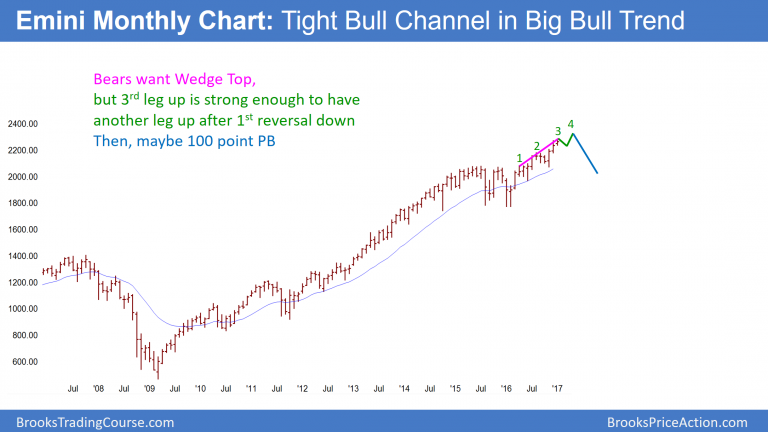 Emini Monthly Chart: Tight Bull Channel in Big Bull Trend
Bears want Wedge Top,
but 3rd leg up is strong enough to have
another leg up after 1st reversal down
Then, maybe 100 point PB
2400.00
2200.00
2000.00
1800.00
1600.00
1400.00
1200.00
1000.00
800.00
600.00
1 2 3 4
Jul '08 Jul '09 Jul '10 Jul '11 Jul '12 Jul '13 Jul '14 Jul '15 Jul '16 Jul '17
BrooksTradingCourse.com BrooksPriceAction.com